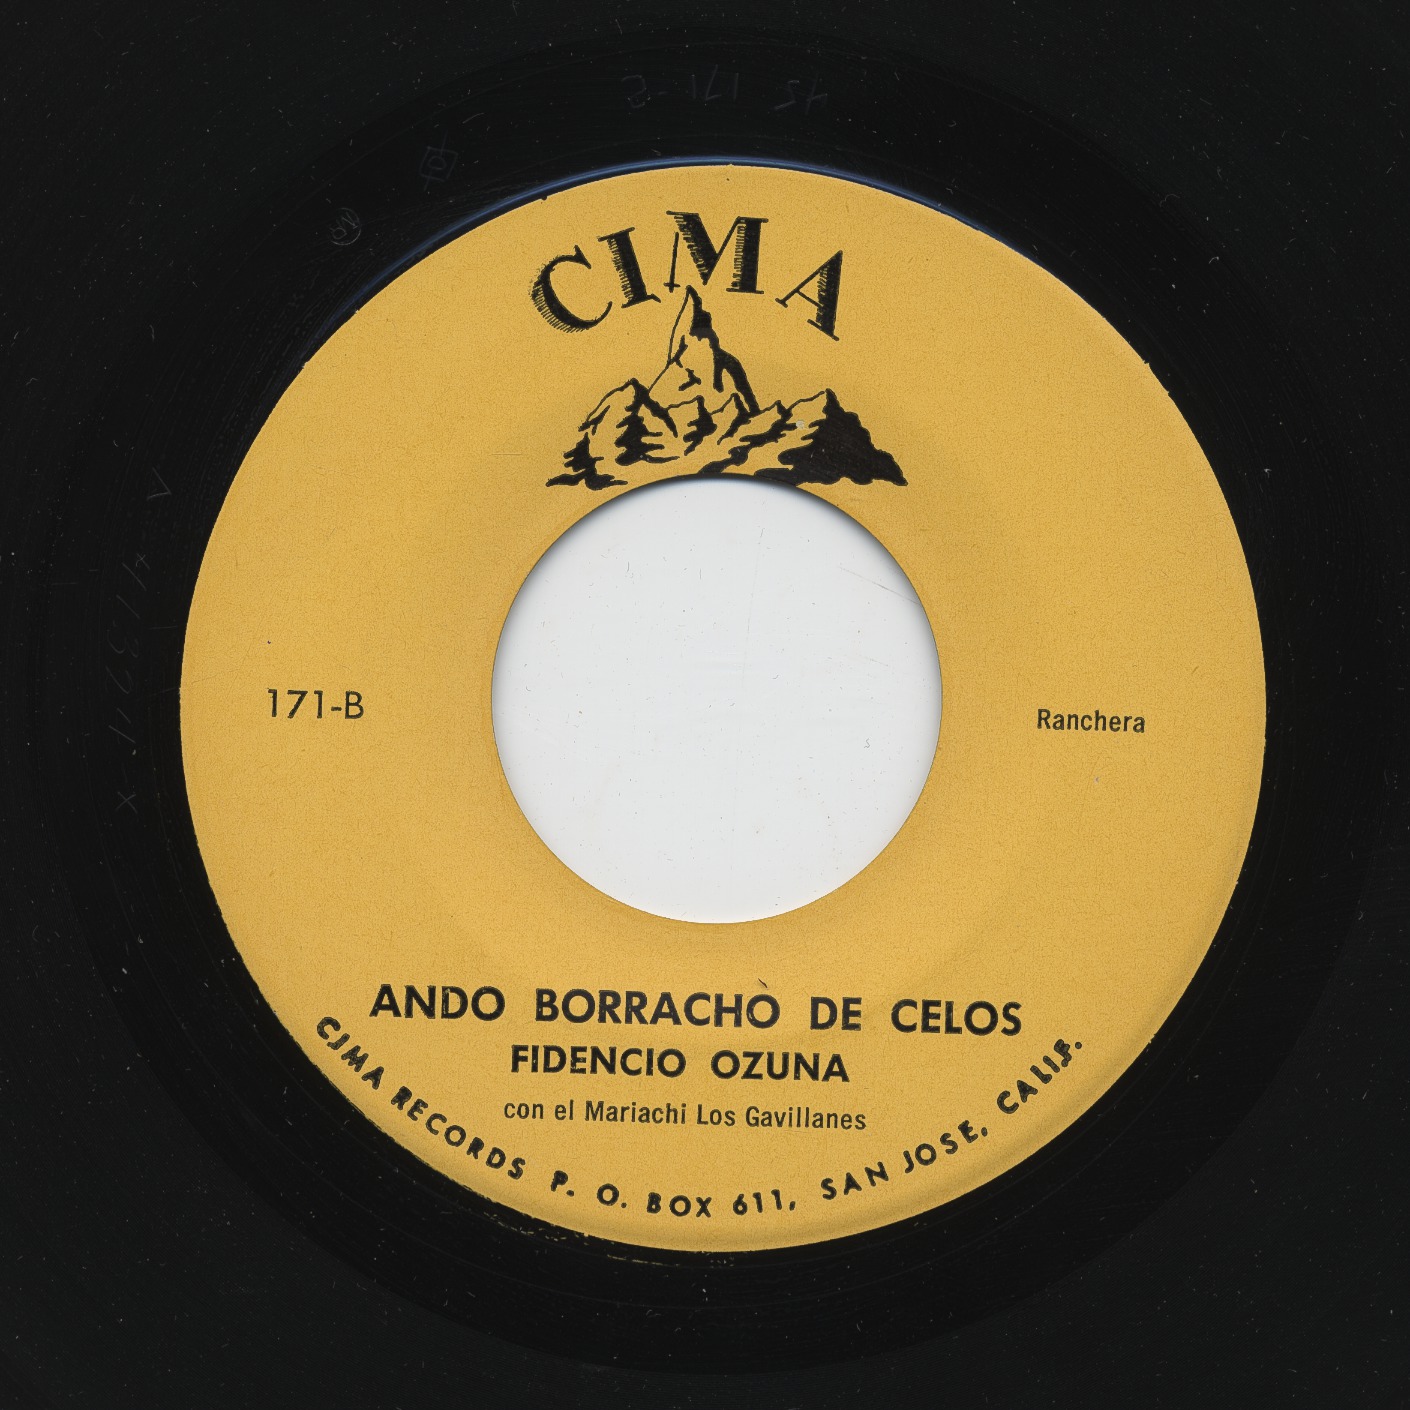 CIMA
171-B
Ranchera
ANDO BORRACHO DE CELOS
FIDENCIO OZUNA
con el Mariachi Los Gavillanes
CIMA RECORDS P. O. BOX 611, SAN JOSE, CALIF.